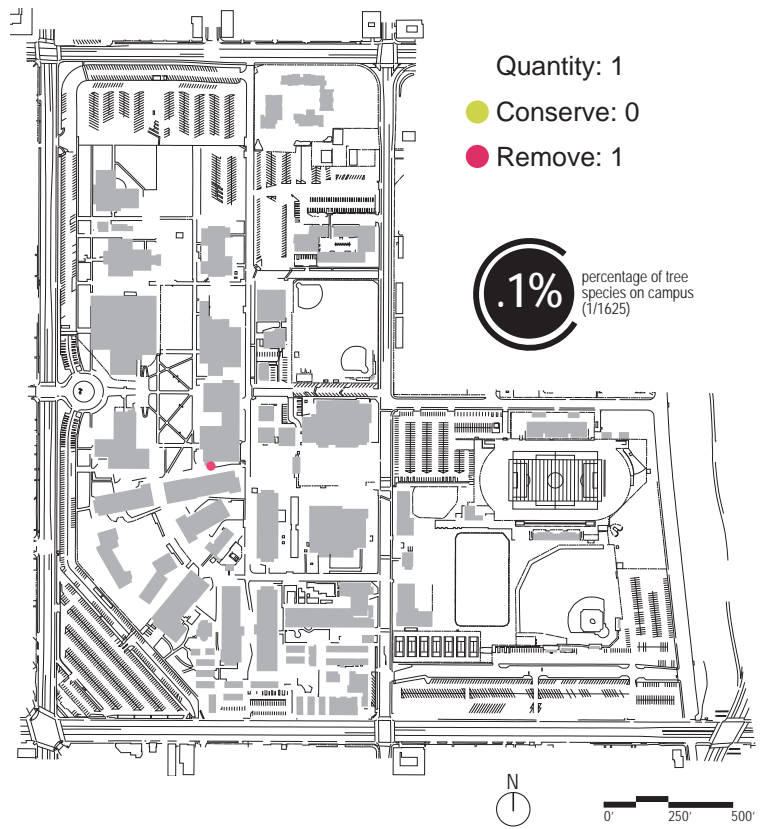 Quantity: 1
Conserve: 0
Remove: 1
.1%
percentage of tree
species on campus
(1/1625)
N
0' 250' 500'